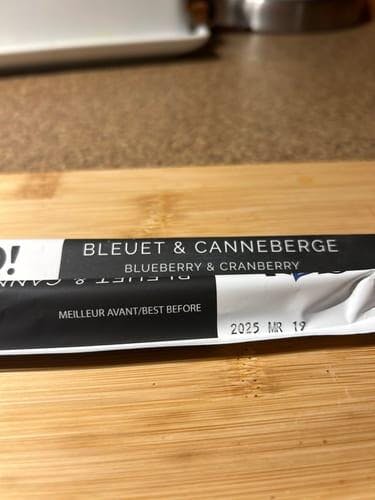 !
BLEUET & CANNEBERGE
BLUEBERRY & CRANBERRY
MEILLEUR AVANT/BEST BEFORE
2025 MR 19